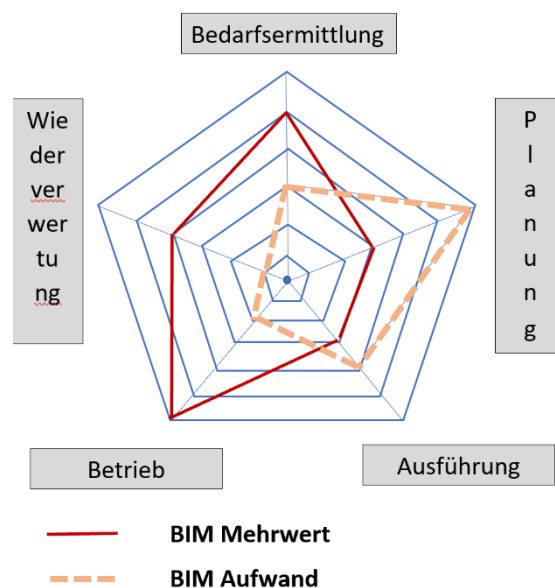 Bedarfsermittlung
Wie
der
ver
wer
tu
ng
P
l
a
n
u
n
g
Betrieb
Ausführung
BIM Mehrwert
BIM Aufwand